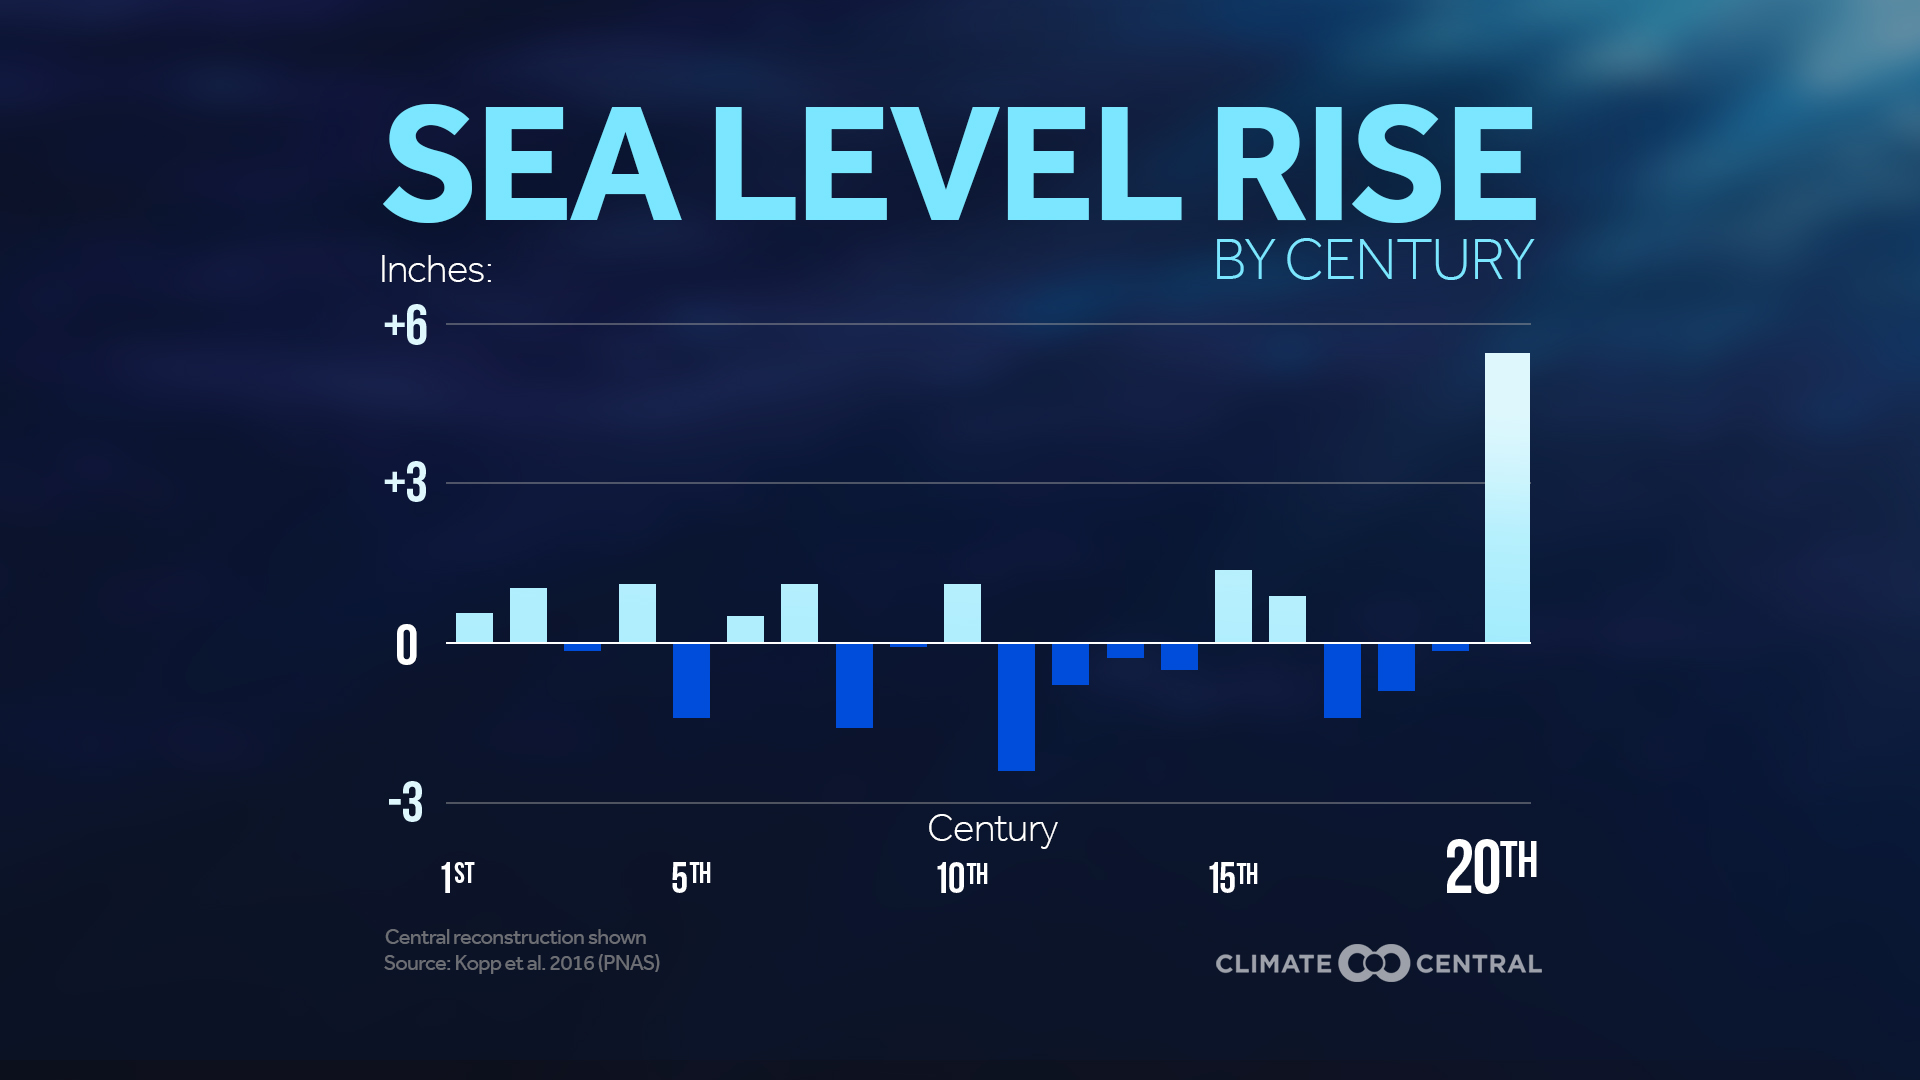 SEA LEVEL RISE
BY CENTURY
Inches:
+6
+3
0
-3
Century
1ST 5TH 10TH 15TH 20TH
Central reconstruction shown
Source: Kopp et al. 2016 (PNAS)
CLIMATE CENTRAL